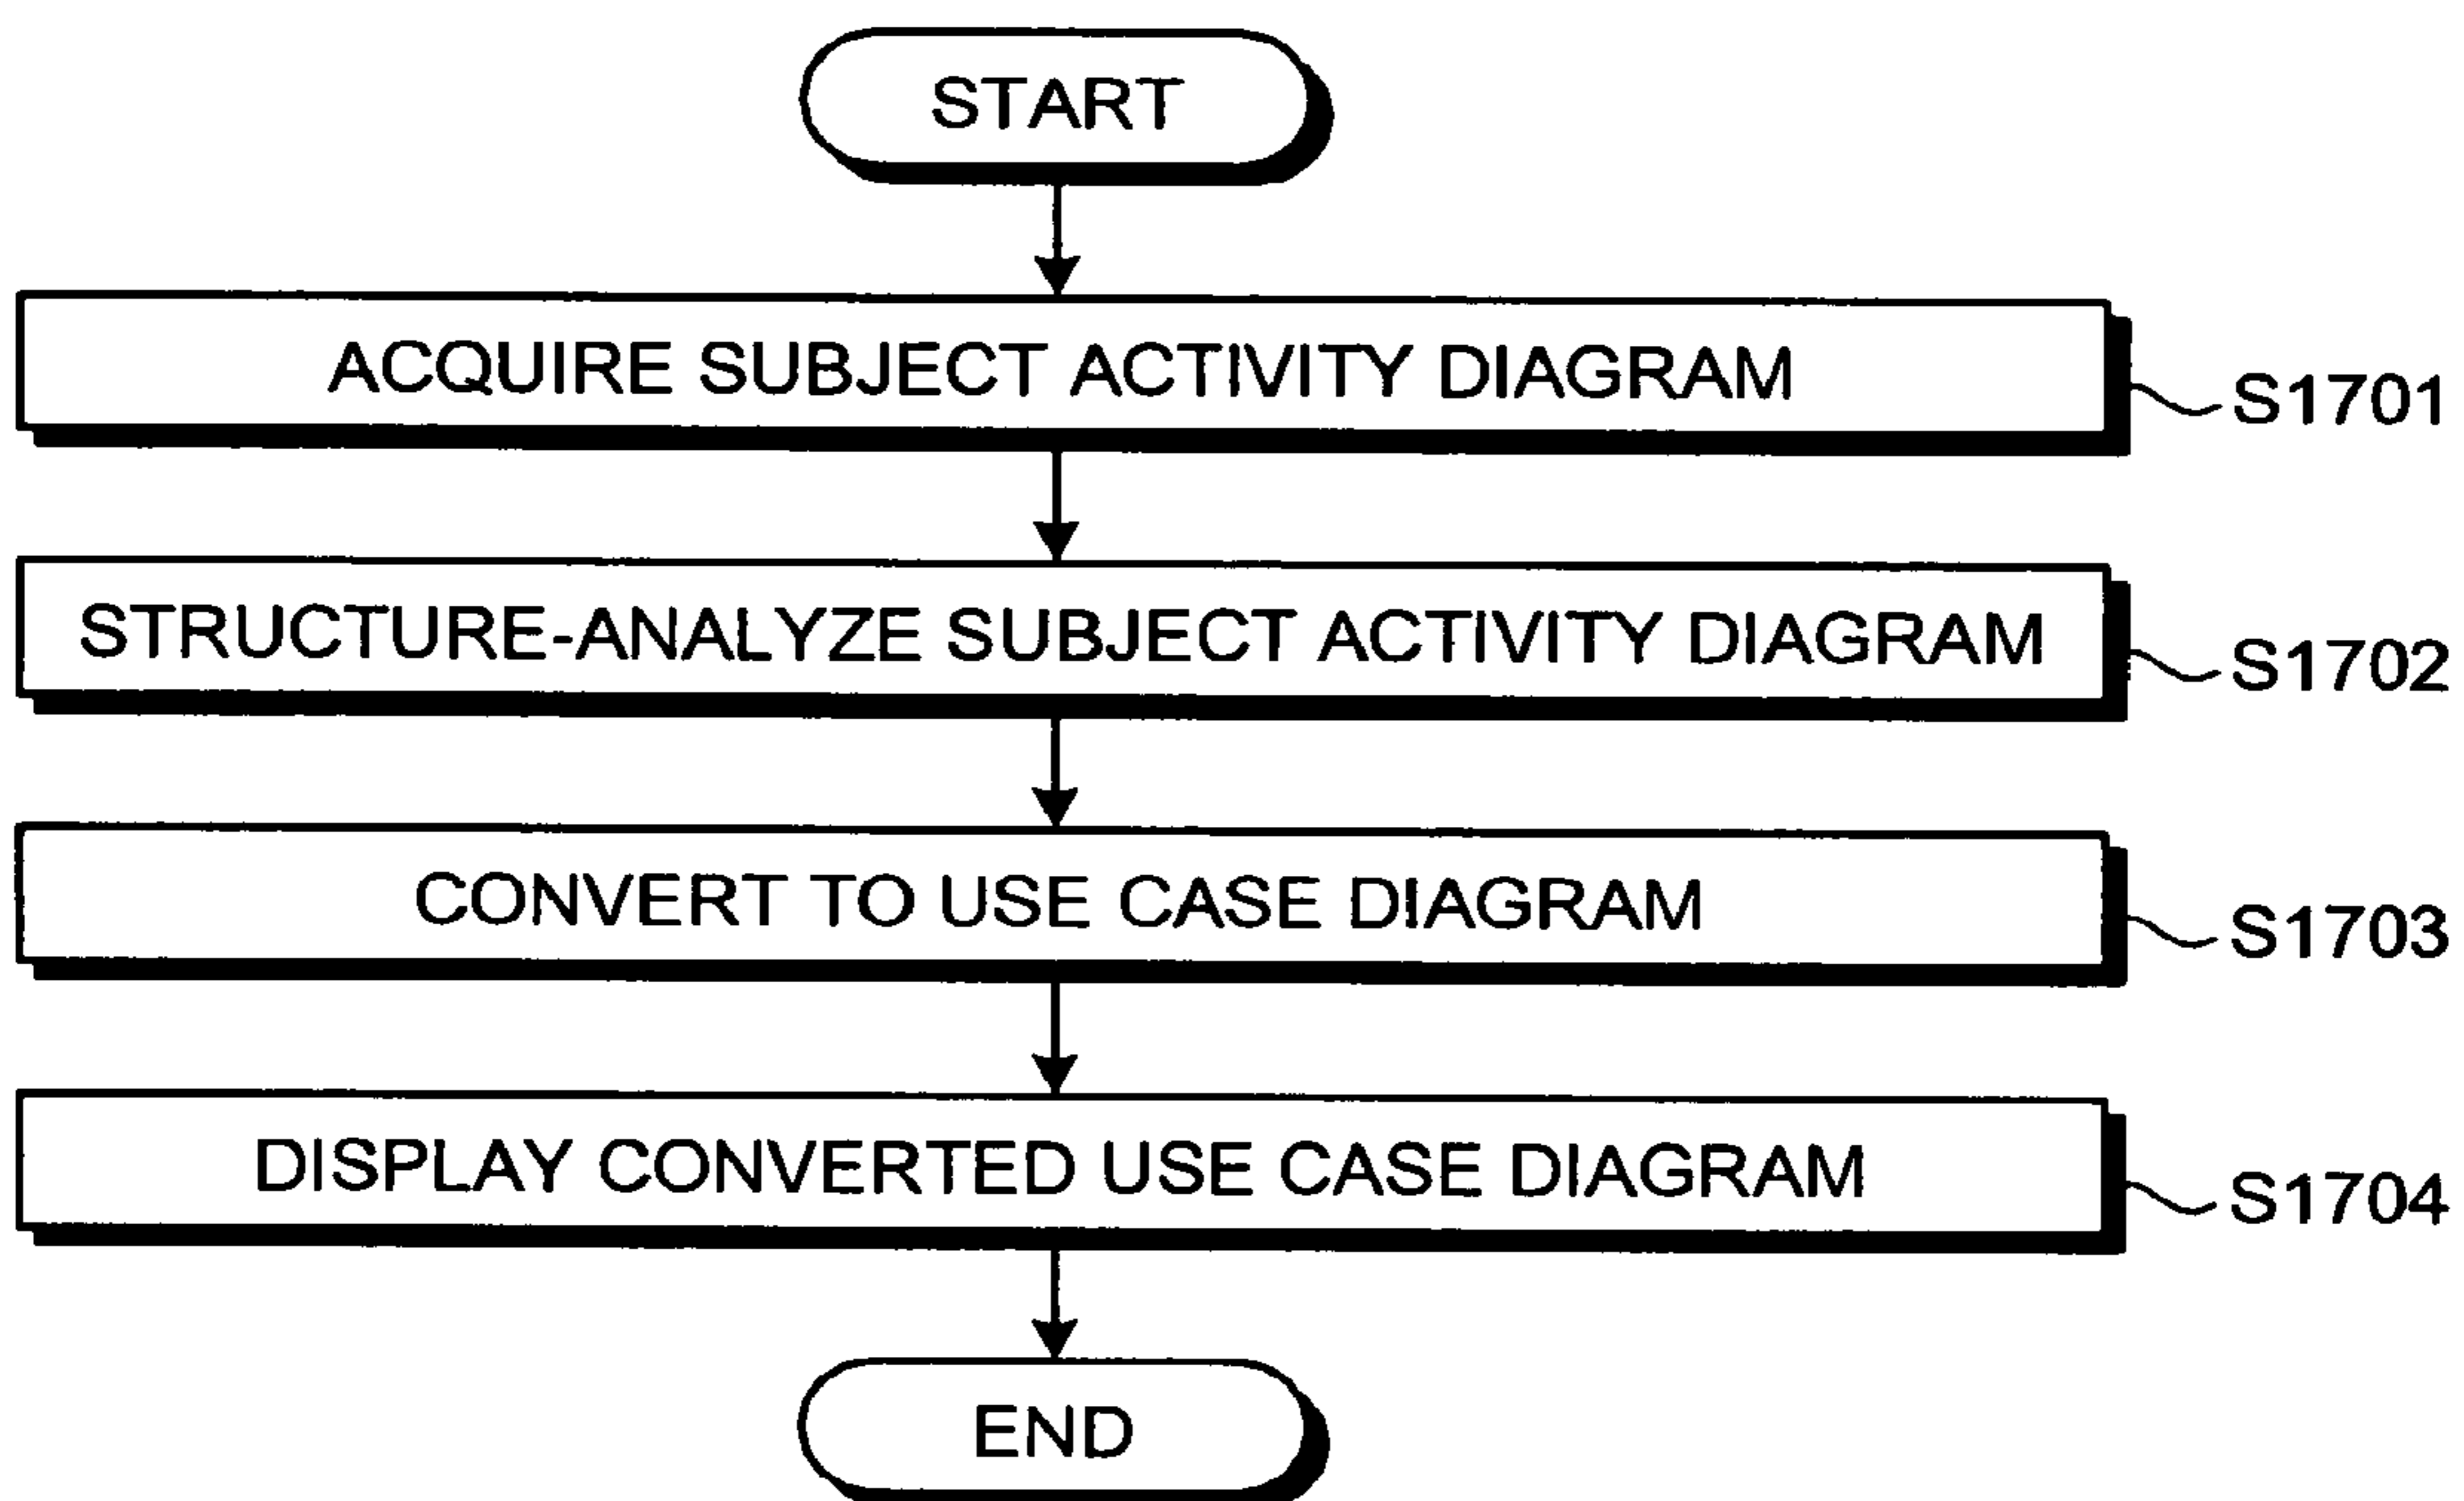 START
ACQUIRE SUBJECT ACTIVITY DIAGRAM
S1701
STRUCTURE-ANALYZE SUBJECT ACTIVITY DIAGRAM
S1702
CONVERT TO USE CASE DIAGRAM
S1703
DISPLAY CONVERTED USE CASE DIAGRAM
S1704
END